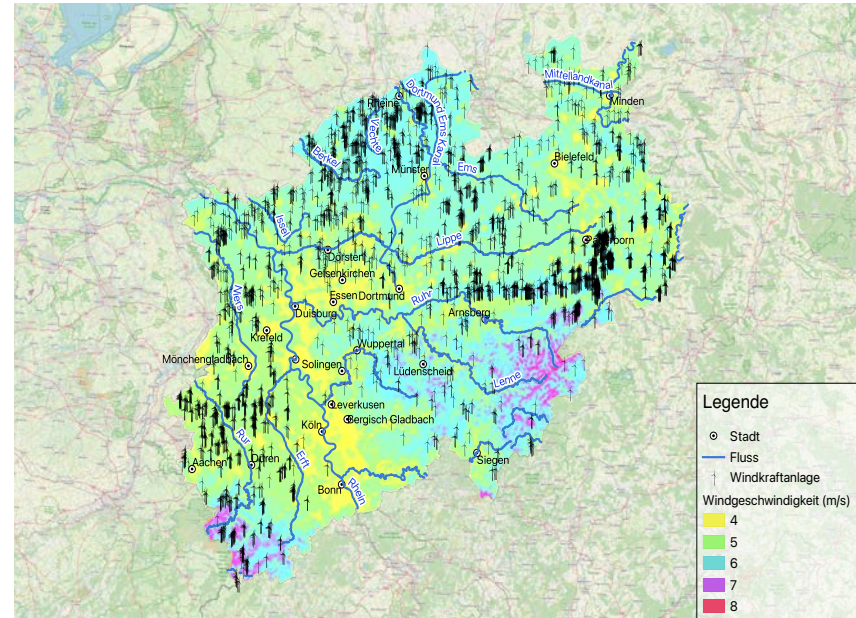 Mittellandkanal
Minden
Rheine
Dortmund Ems Kanal
Vechte
Berkel
Bielefeld
Münster
Ems
Issel
Lippe
Dorsten
Gelsenkirchen
Niers
Essen
Dortmund
Ruhr
Duisburg
Arnsberg
Krefeld
Wuppertal
Mönchengladbach
Solingen
Lüdenscheid
Lenne
Leverkusen
Bergisch Gladbach
Köln
Rur
Erft
Aachen
Düren
Siegen
Bonn
Rhein
Legende
Stadt
Fluss
Windkraftanlage
Windgeschwindigkeit (m/s)
4
5
6
7
8